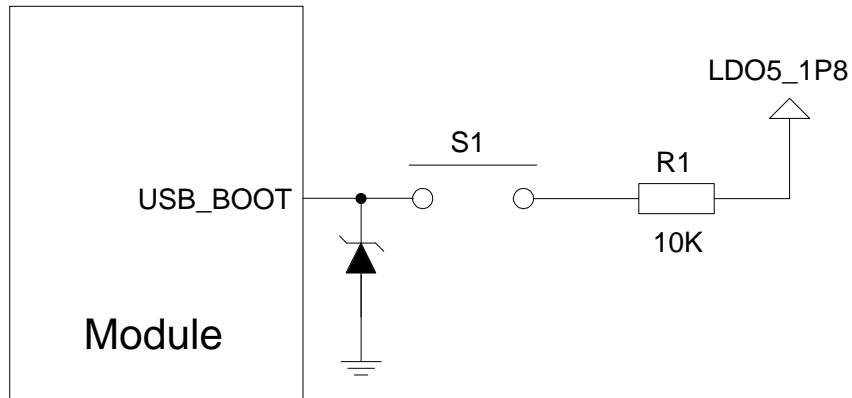 LDO5_1P8
S1
R1
USB_BOOT
10K
Module